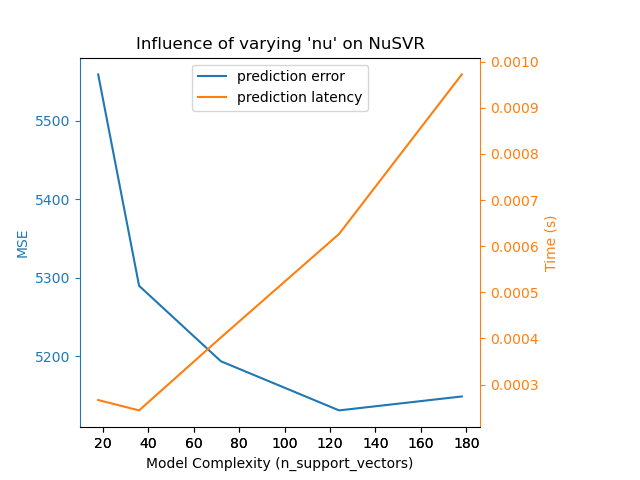 Influence of varying 'nu' on NuSVR
prediction error
prediction latency
MSE
5500
5400
5300
5200
0.0010
0.0009
0.0008
0.0007
0.0006
0.0005
0.0004
0.0003
Time (s)
20 40 60 80 100 120 140 160 180
Model Complexity (n_support_vectors)